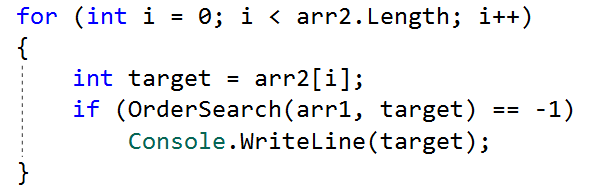 for (int i = 0; i < arr2.Length; i++)
{
    int target = arr2[i];
    if (OrderSearch(arr1, target) == -1)
        Console.WriteLine(target);
}